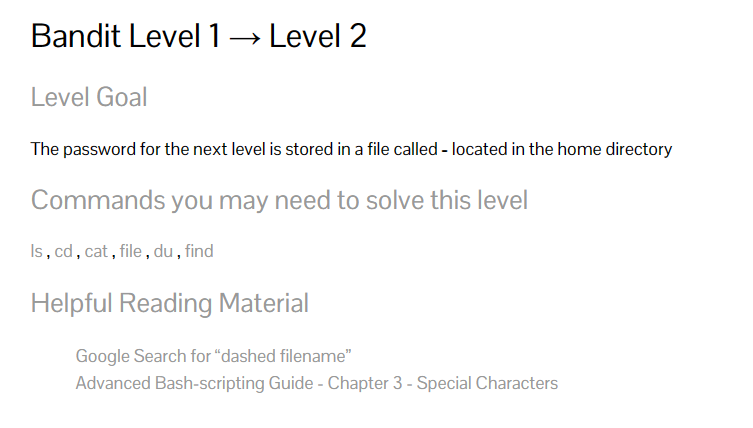 Bandit Level 1 → Level 2
Level Goal
The password for the next level is stored in a file called - located in the home directory
Commands you may need to solve this level
ls , cd , cat , file , du , find
Helpful Reading Material
Google Search for “dashed filename”
Advanced Bash-scripting Guide - Chapter 3 - Special Characters